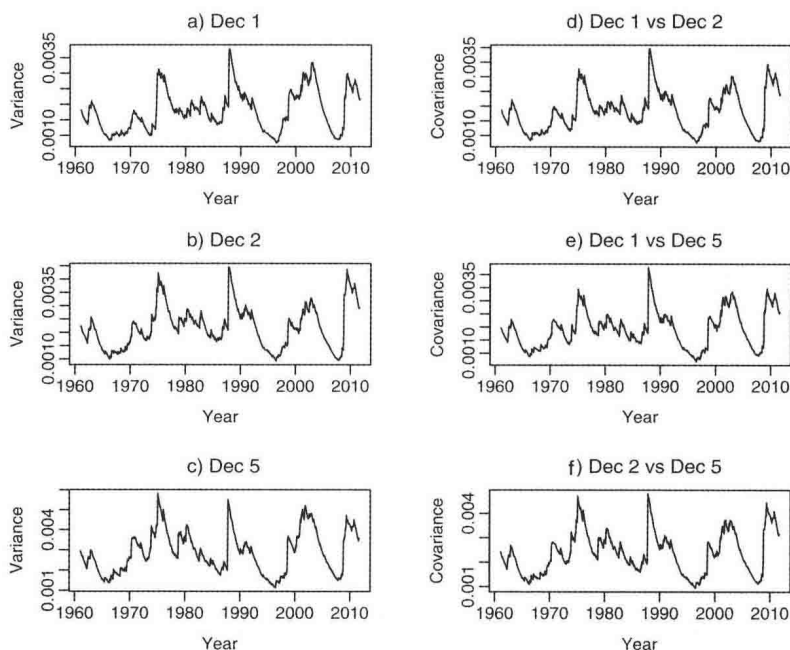 a) Dec 1
Variance
0.0010 0.0035
1960 1970 1980 1990 2000 2010
Year
d) Dec 1 vs Dec 2
Covariance
0.0010 0.0035
1960 1970 1980 1990 2000 2010
Year
b) Dec 2
Variance
0.0010 0.0035
1960 1970 1980 1990 2000 2010
Year
e) Dec 1 vs Dec 5
Covariance
0.0010 0.0035
1960 1970 1980 1990 2000 2010
Year
c) Dec 5
Variance
0.001 0.004
1960 1970 1980 1990 2000 2010
Year
f) Dec 2 vs Dec 5
Covariance
0.001 0.004
1960 1970 1980 1990 2000 2010
Year